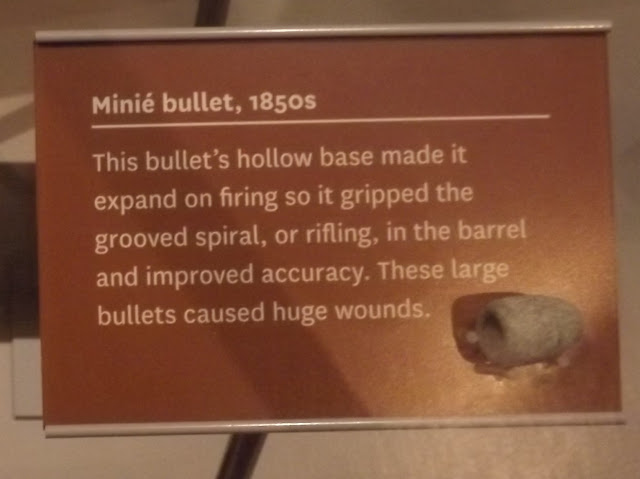 Minié bullet, 1850s
This bullet's hollow base made it
expand on firing so it gripped the
grooved spiral, or rifling, in the barrel
and improved accuracy. These large
bullets caused huge wounds.